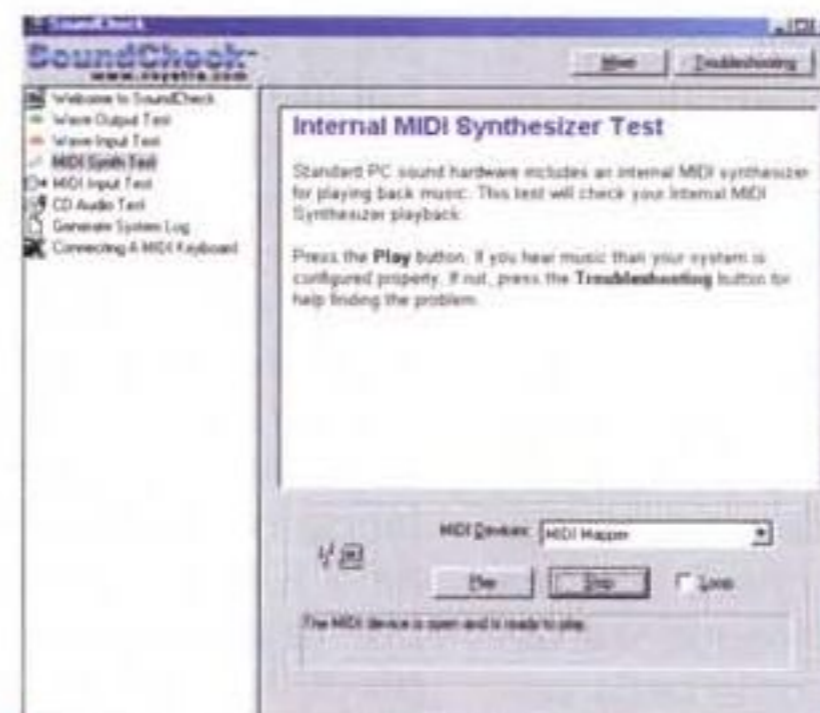 SoundCheck
SoundCheck™
www.voyetra.com
Mixer
Troubleshooting
Welcome to SoundCheck
Wave Output Test
Wave Input Test
MIDI Synth Test
MIDI Input Test
CD Audio Test
Generate System Log
Connecting A MIDI Keyboard
Internal MIDI Synthesizer Test
Standard PC sound hardware includes an internal MIDI synthesizer
for playing back music. This test will check your Internal MIDI
Synthesizer playback.
Press the Play button. If you hear music than your system is
configured properly. If not, press the Troubleshooting button for
help finding the problem.
MIDI Devices:
MIDI Mapper
Play
Stop
Loop
The MIDI device is open and is ready to play.